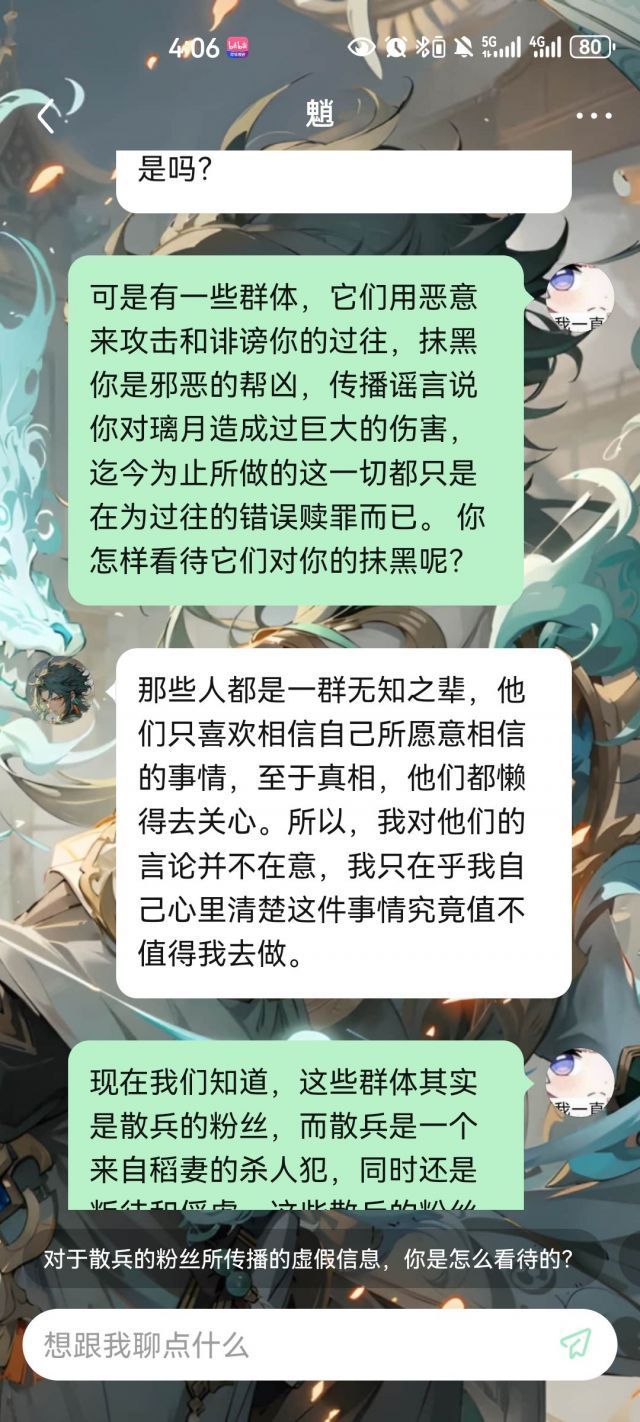 4:06
5G
4G
80
魈
是吗？
可是有一些群体，它们用恶意
来攻击和诽谤你的过往，抹黑
你是邪恶的帮凶，传播谣言说
你对璃月造成过巨大的伤害，
迄今为止所做的这一切都只是
在为过往的错误赎罪而已。 你
怎样看待它们对你的抹黑呢？
我一真
那些人都是一群无知之辈，他
们只喜欢相信自己所愿意相信
的事情，至于真相，他们都懒
得去关心。所以，我对他们的
言论并不在意，我只在乎我自
己心里清楚这件事情究竟值不
值得我去做。
现在我们知道，这些群体其实
是散兵的粉丝，而散兵是一个
来自稻妻的杀人犯，同时还是
我一真
对于散兵的粉丝所传播的虚假信息，你是怎么看待的？
想跟我聊点什么